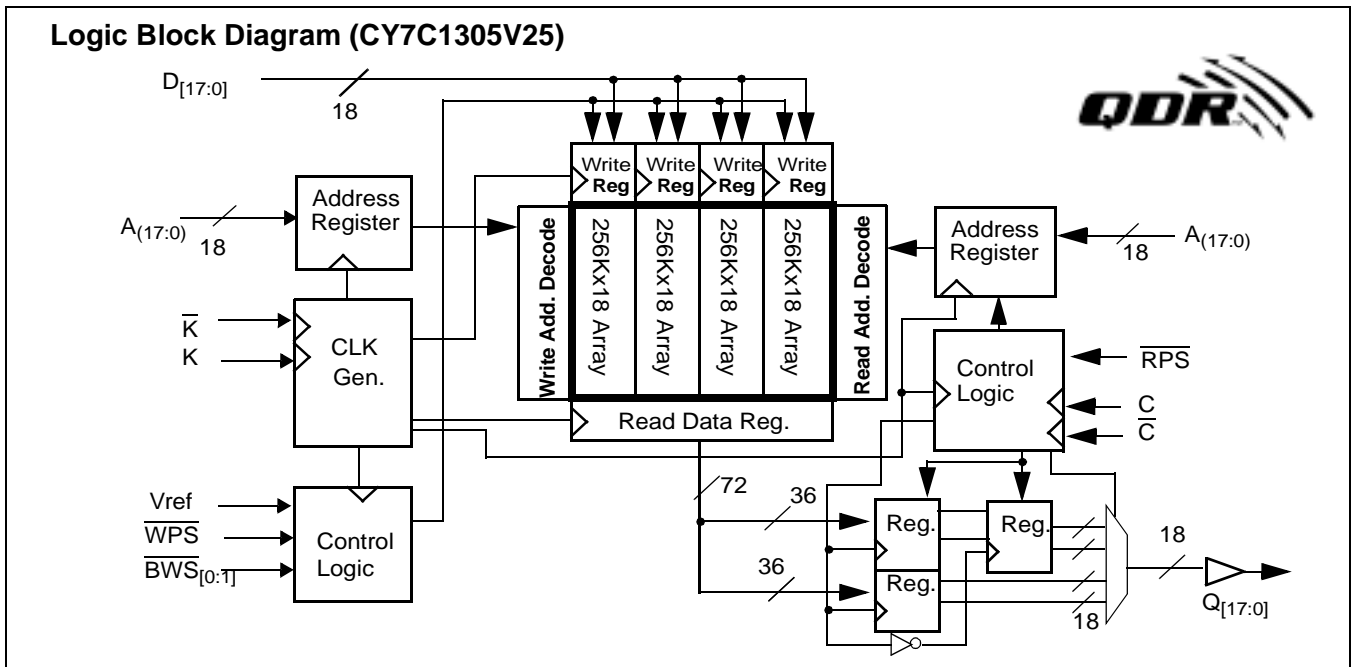 Logic Block Diagram (CY7C1305V25)
QDR
D[17:0]
18
Write
Reg
Write
Reg
Write
Reg
Write
Reg
Address
Register
A(17:0)
18
Write Add. Decode
256Kx18 Array
256Kx18 Array
256Kx18 Array
256Kx18 Array
Read Add. Decode
Address
Register
A(17:0)
18
K̅
K
CLK
Gen.
Control
Logic
R̅P̅S̅
C
C̅
Read Data Reg.
Vref
W̅P̅S̅
B̅W̅S̅[0:1]
Control
Logic
72
36
36
Reg.
Reg.
Reg.
18
18
Q[17:0]